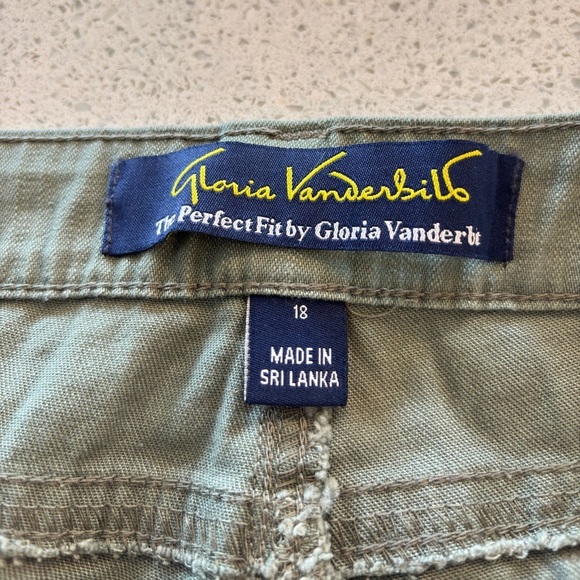 Gloria Vanderbilt
The Perfect Fit by Gloria Vanderbt
18
MADE IN
SRI LANKA